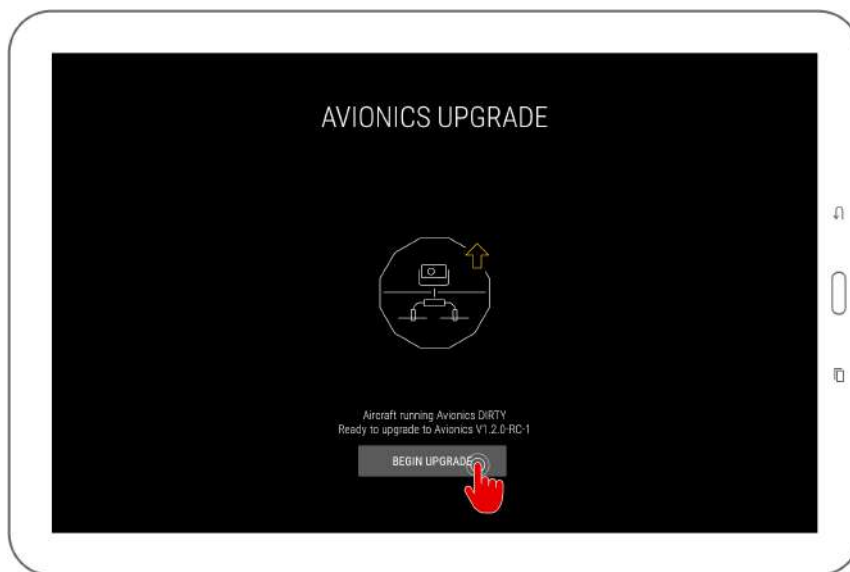 AVIONICS UPGRADE
Aircraft running Avionics DIRTY
Ready to upgrade to Avionics V1.2.0-RC-1
BEGIN UPGRADE